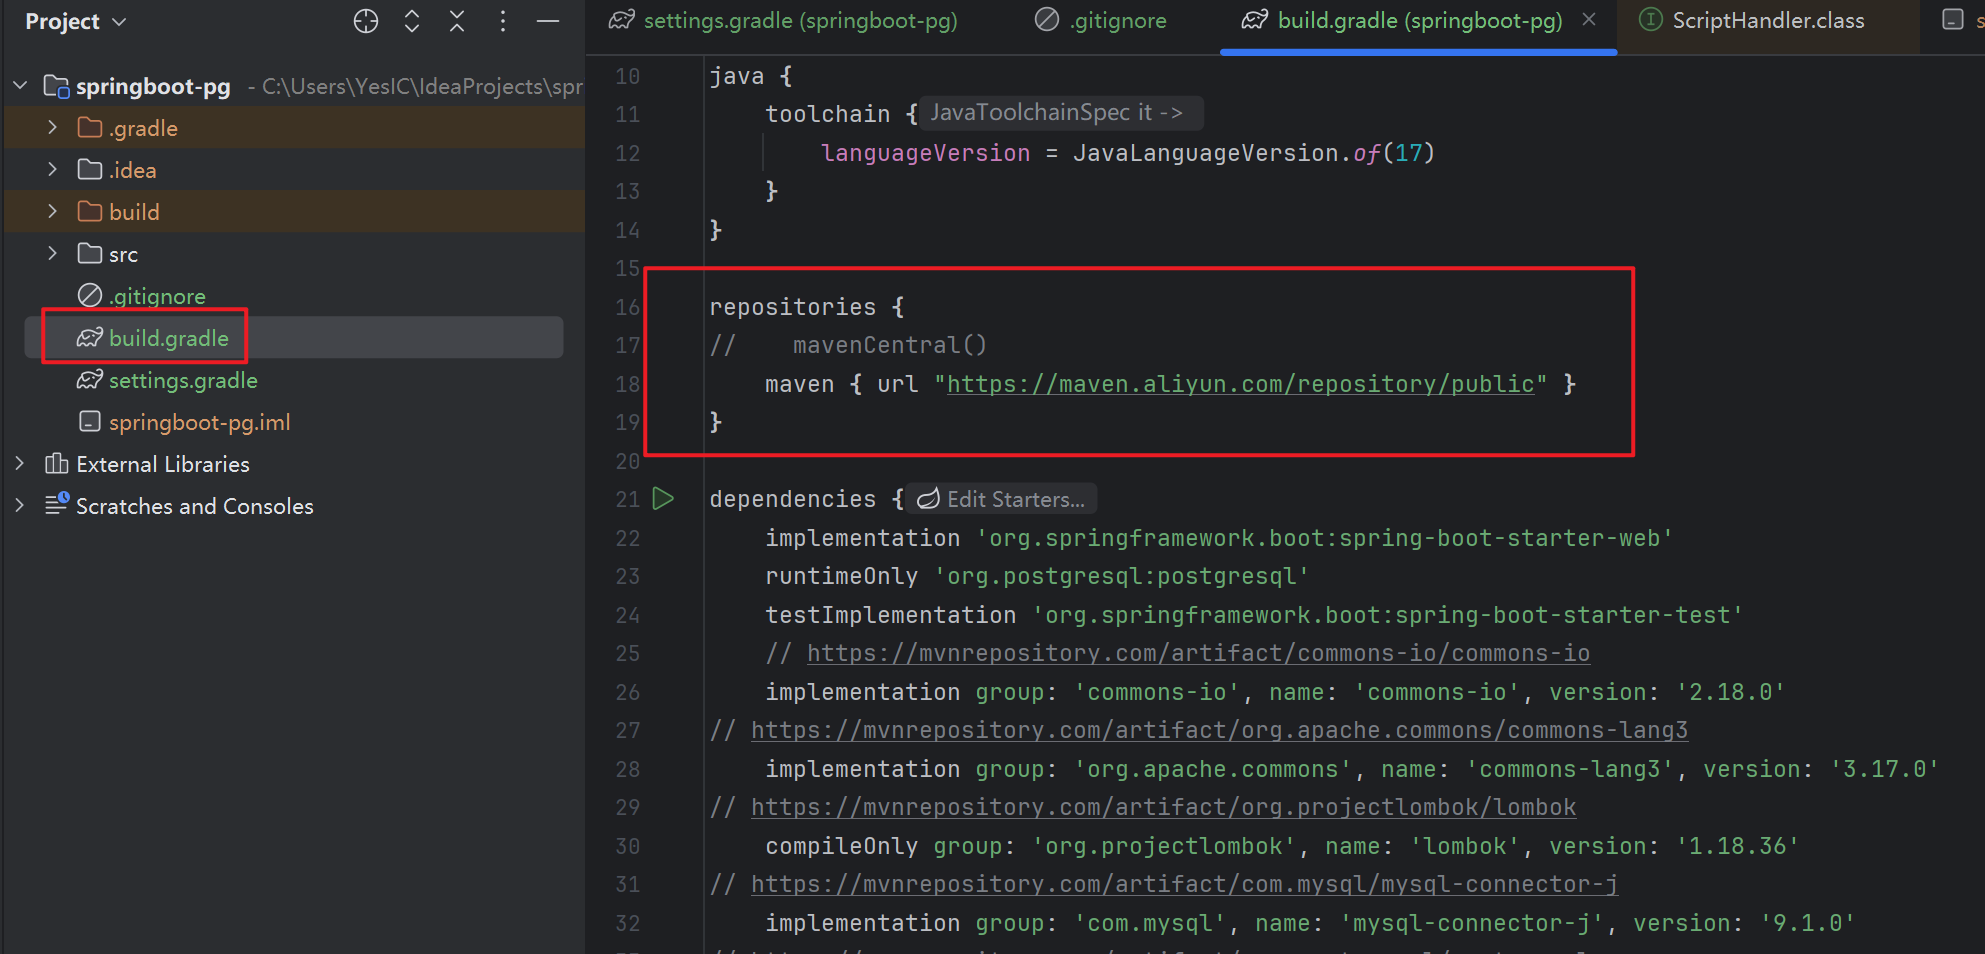 Project
springboot-pg - C:\Users\YesIC\IdeaProjects\spr
.gradle
.idea
build
src
.gitignore
build.gradle
settings.gradle
springboot-pg.iml
External Libraries
Scratches and Consoles
settings.gradle (springboot-pg) .gitignore build.gradle (springboot-pg) ScriptHandler.class s
10 java {
11 toolchain { JavaToolchainSpec it ->
12 languageVersion = JavaLanguageVersion.of(17)
13 }
14 }
15
16 repositories {
17 // mavenCentral()
18 maven { url "https://maven.aliyun.com/repository/public" }
19 }
20
21 dependencies { Edit Starters...
22 implementation 'org.springframework.boot:spring-boot-starter-web'
23 runtimeOnly 'org.postgresql:postgresql'
24 testImplementation 'org.springframework.boot:spring-boot-starter-test'
25 // https://mvnrepository.com/artifact/commons-io/commons-io
26 implementation group: 'commons-io', name: 'commons-io', version: '2.18.0'
27 // https://mvnrepository.com/artifact/org.apache.commons/commons-lang3
28 implementation group: 'org.apache.commons', name: 'commons-lang3', version: '3.17.0'
29 // https://mvnrepository.com/artifact/org.projectlombok/lombok
30 compileOnly group: 'org.projectlombok', name: 'lombok', version: '1.18.36'
31 // https://mvnrepository.com/artifact/com.mysql/mysql-connector-j
32 implementation group: 'com.mysql', name: 'mysql-connector-j', version: '9.1.0'